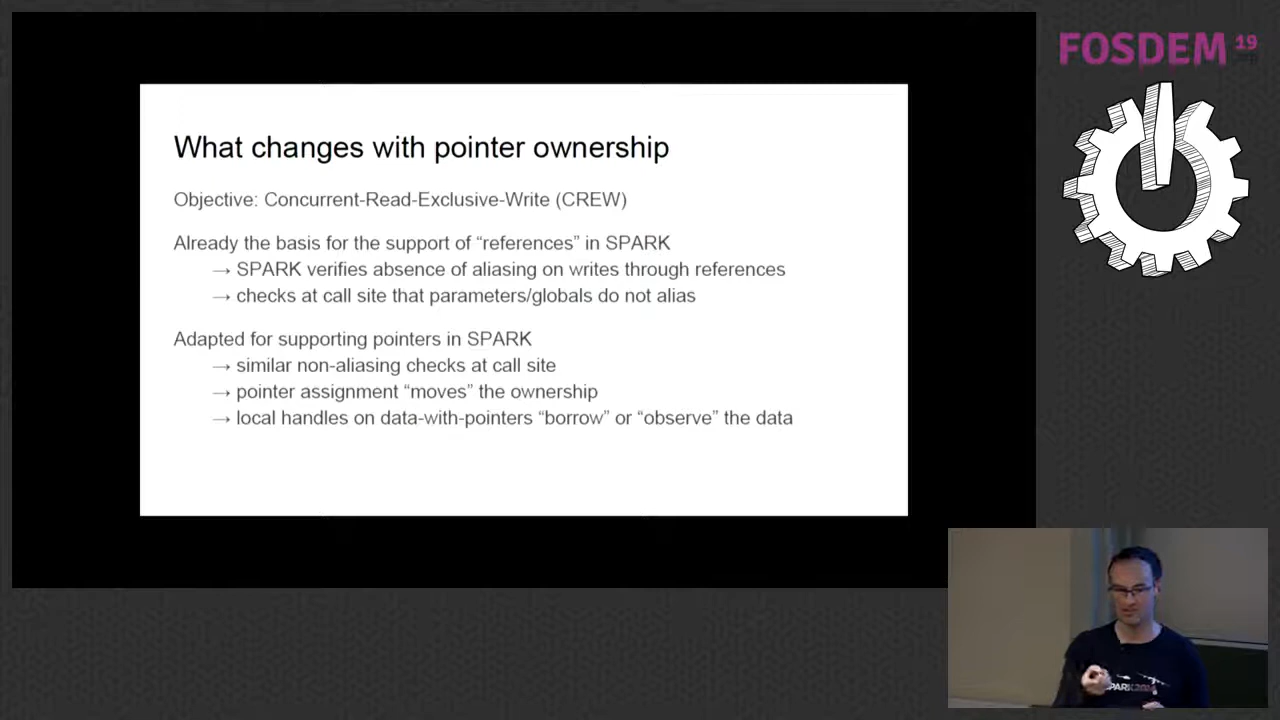 FOSDEM 19
What changes with pointer ownership
Objective: Concurrent-Read-Exclusive-Write (CREW)
Already the basis for the support of “references” in SPARK
→ SPARK verifies absence of aliasing on writes through references
→ checks at call site that parameters/globals do not alias
Adapted for supporting pointers in SPARK
→ similar non-aliasing checks at call site
→ pointer assignment “moves” the ownership
→ local handles on data-with-pointers “borrow” or “observe” the data